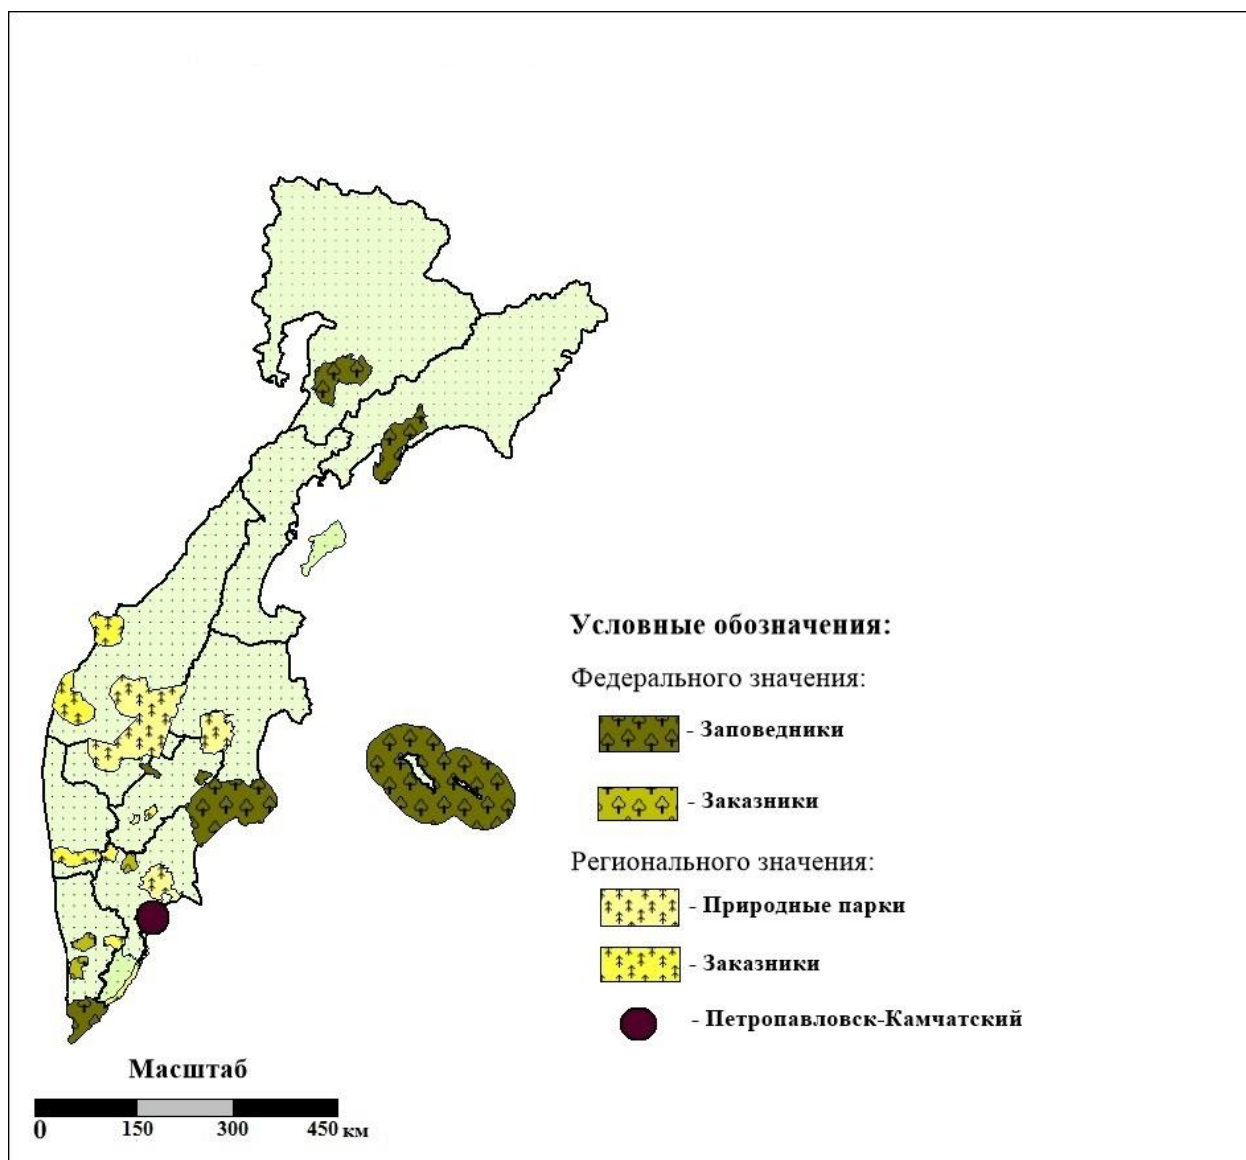 Условные обозначения:
Федерального значения:
- Заповедники
- Заказники
Регионального значения:
- Природные парки
- Заказники
- Петропавловск-Камчатский
Масштаб
0 150 300 450 км